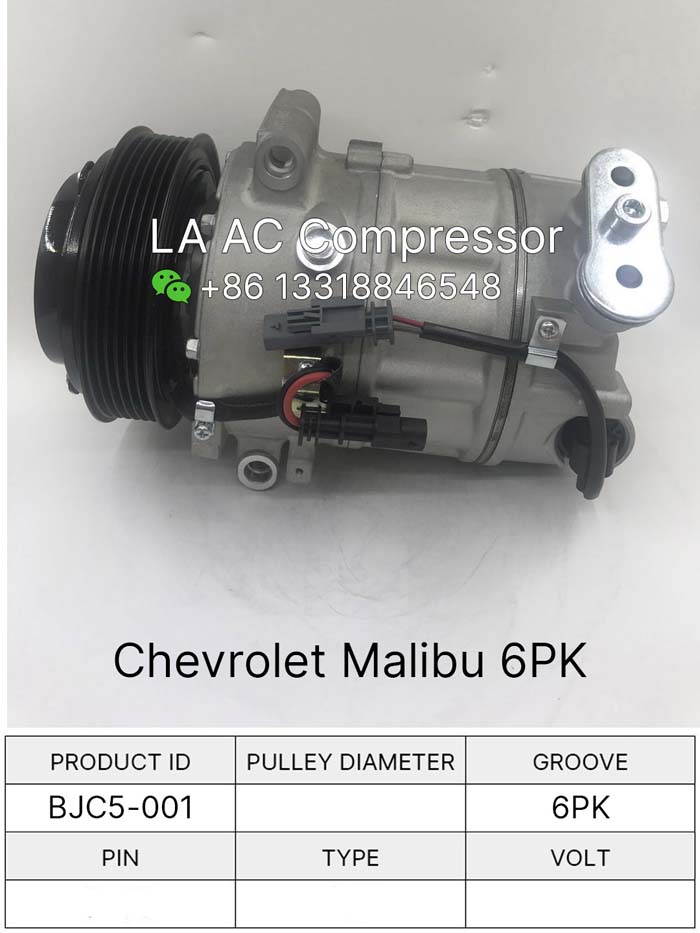 LA AC Compressor
+86 13318846548
Chevrolet Malibu 6PK
PRODUCT ID PULLEY DIAMETER GROOVE
BJC5-001 6PK
PIN TYPE VOLT